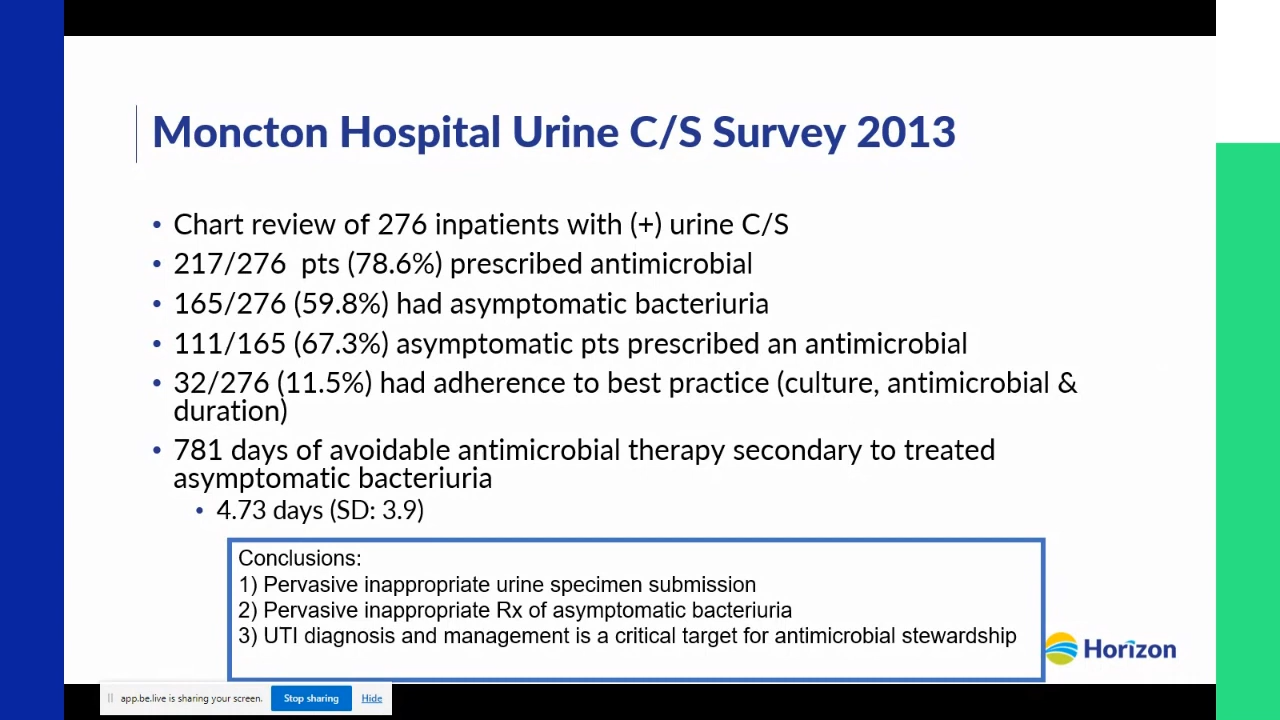 Moncton Hospital Urine C/S Survey 2013
• Chart review of 276 inpatients with (+) urine C/S
• 217/276 pts (78.6%) prescribed antimicrobial
• 165/276 (59.8%) had asymptomatic bacteriuria
• 111/165 (67.3%) asymptomatic pts prescribed an antimicrobial
• 32/276 (11.5%) had adherence to best practice (culture, antimicrobial &
duration)
• 781 days of avoidable antimicrobial therapy secondary to treated
asymptomatic bacteriuria
• 4.73 days (SD: 3.9)
Conclusions:
1) Pervasive inappropriate urine specimen submission
2) Pervasive inappropriate Rx of asymptomatic bacteriuria
3) UTI diagnosis and management is a critical target for antimicrobial stewardship
Horizon
app.be.live is sharing your screen. Stop sharing Hide